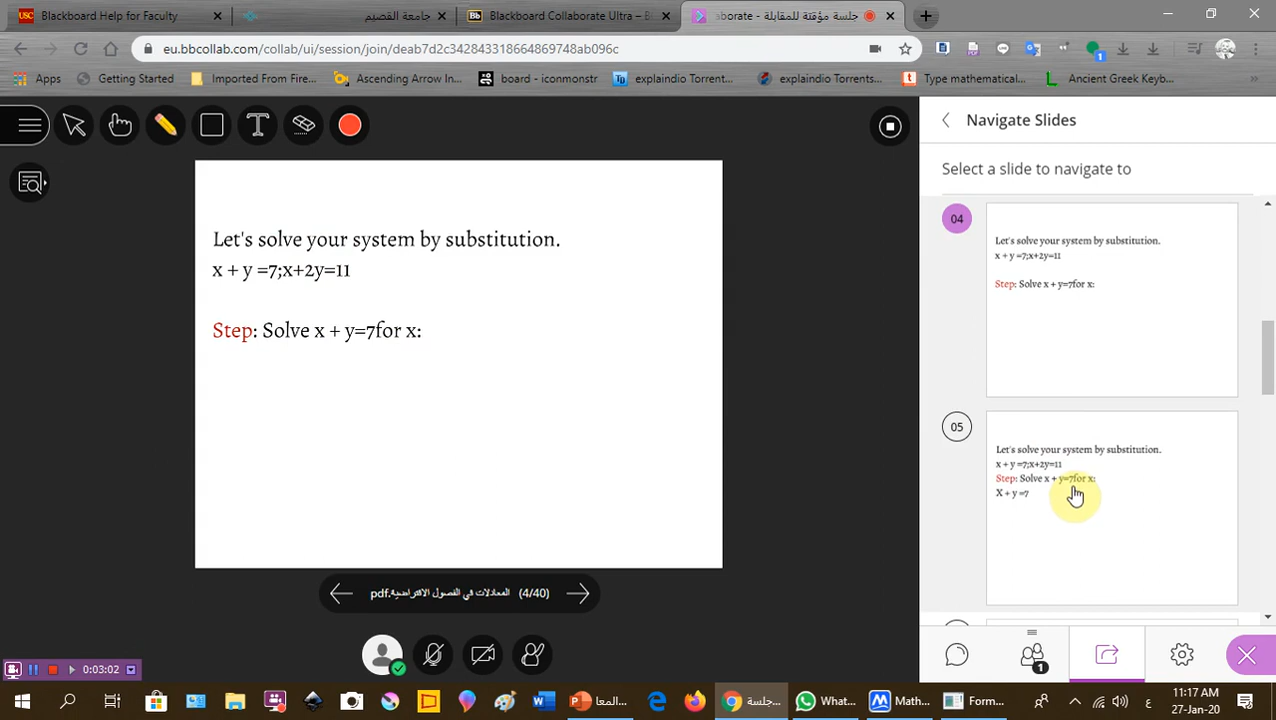 Blackboard Help for Faculty
جامعة القصيم
Blackboard Collaborate Ultra – B
aborate - جلسة مؤقتة للمقابلة
eu.bbcollab.com/collab/ui/session/join/deab7d2c342843318664869748ab096c
Apps
Getting Started
Imported From Fire...
Ascending Arrow In...
board - iconmonstr
explaindio Torrent...
explaindio Torrents...
Type mathematical...
Ancient Greek Keyb...
Navigate Slides
Select a slide to navigate to
Let's solve your system by substitution.
x + y =7;x+2y=11
Step: Solve x + y=7for x:
04
Let's solve your system by substitution.
x + y =7;x+2y=11
Step: Solve x + y=7for x:
05
Let's solve your system by substitution.
x + y =7;x+2y=11
Step: Solve x + y=7for x:
X + y =7
المعادلات في الفصول الافتراضية.pdf (4/40)
1
0:03:02
المعا...
جلسة...
What...
Math...
Form...
ع
11:17 AM
27-Jan-20